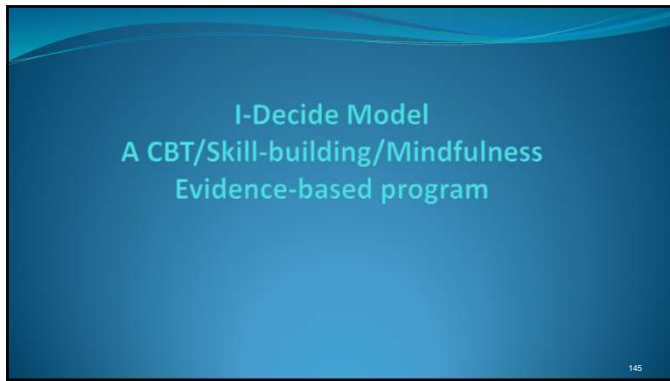 I-Decide Model
A CBT/Skill-building/Mindfulness
Evidence-based program
145